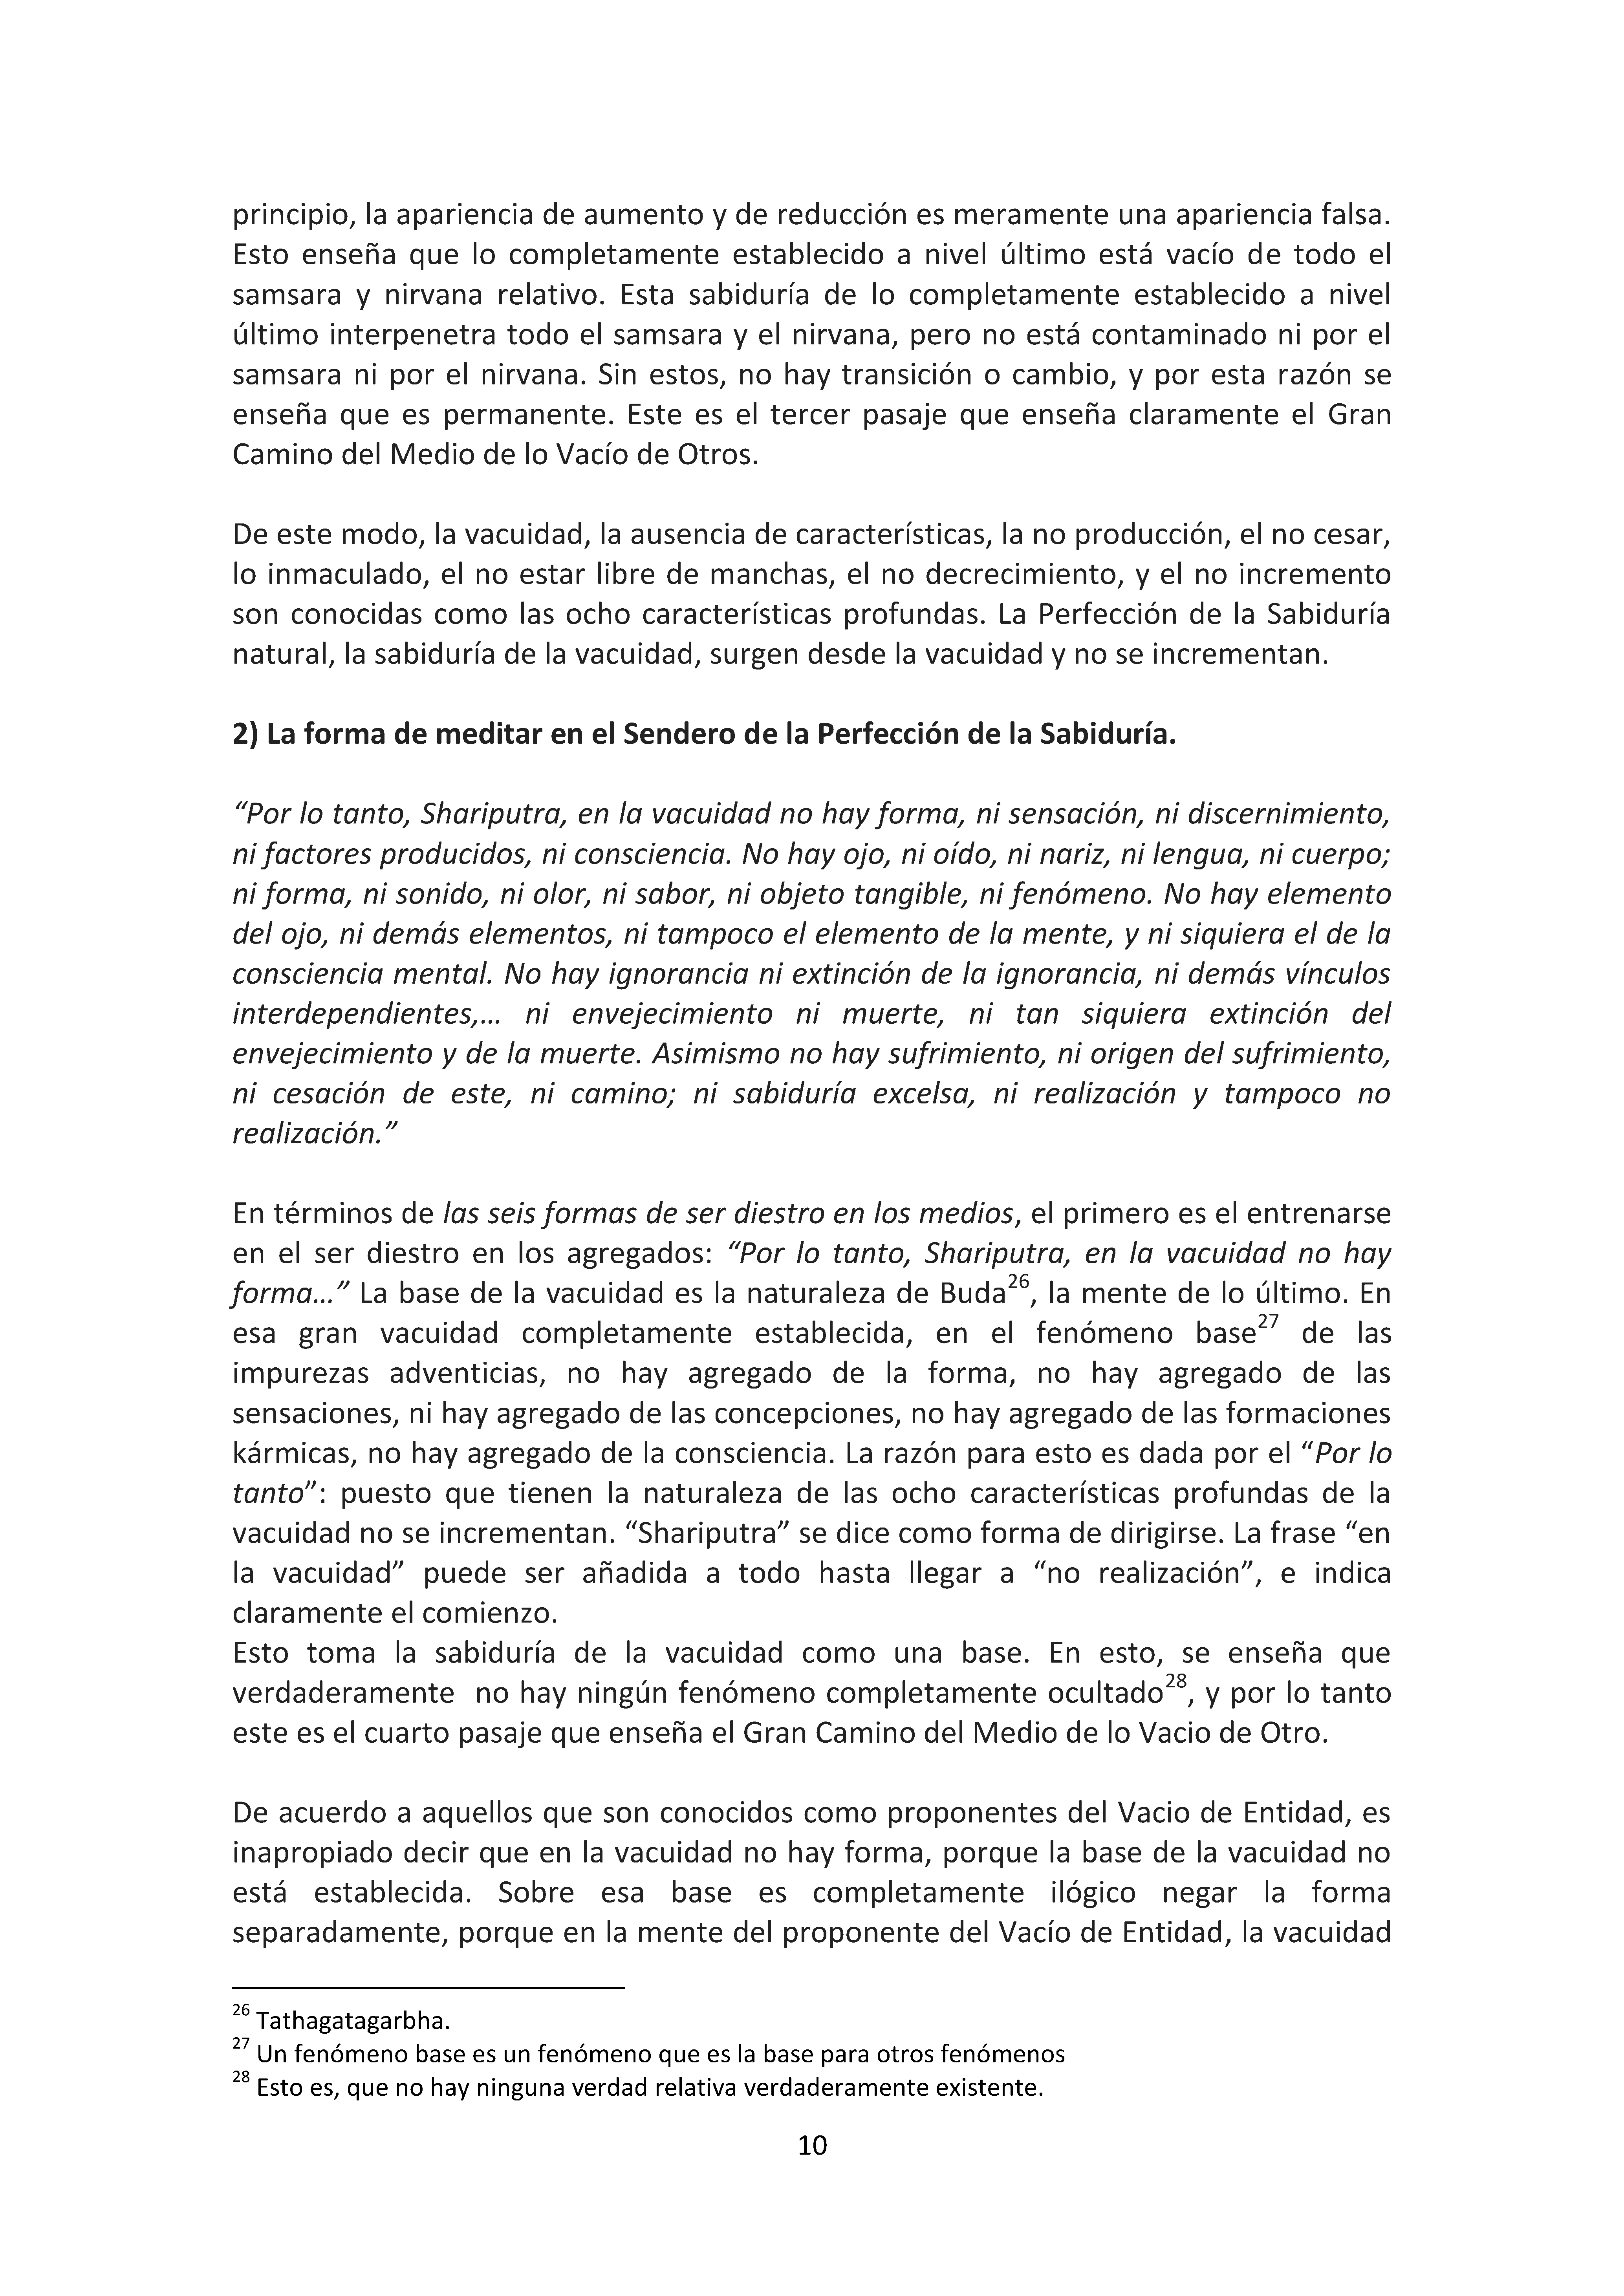 principio, la apariencia de aumento y de reducción es meramente una apariencia falsa.
Esto enseña que lo completamente establecido a nivel último está vacío de todo el
samsara y nirvana relativo. Esta sabiduría de lo completamente establecido a nivel
último interpenetra todo el samsara y el nirvana, pero no está contaminado ni por el
samsara ni por el nirvana. Sin estos, no hay transición o cambio, y por esta razón se
enseña que es permanente. Este es el tercer pasaje que enseña claramente el Gran
Camino del Medio de lo Vacío de Otros.
De este modo, la vacuidad, la ausencia de características, la no producción, el no cesar,
lo inmaculado, el no estar libre de manchas, el no decrecimiento, y el no incremento
son conocidas como las ocho características profundas. La Perfección de la Sabiduría
natural, la sabiduría de la vacuidad, surgen desde la vacuidad y no se incrementan.
2) La forma de meditar en el Sendero de la Perfección de la Sabiduría.
“Por lo tanto, Shariputra, en la vacuidad no hay forma, ni sensación, ni discernimiento,
ni factores producidos, ni consciencia. No hay ojo, ni oído, ni nariz, ni lengua, ni cuerpo;
ni forma, ni sonido, ni olor, ni sabor, ni objeto tangible, ni fenómeno. No hay elemento
del ojo, ni demás elementos, ni tampoco el elemento de la mente, y ni siquiera el de la
consciencia mental. No hay ignorancia ni extinción de la ignorancia, ni demás vínculos
interdependientes,… ni envejecimiento ni muerte, ni tan siquiera extinción del
envejecimiento y de la muerte. Asimismo no hay sufrimiento, ni origen del sufrimiento,
ni cesación de este, ni camino; ni sabiduría excelsa, ni realización y tampoco no
realización.”
En términos de las seis formas de ser diestro en los medios, el primero es el entrenarse
en el ser diestro en los agregados: “Por lo tanto, Shariputra, en la vacuidad no hay
forma…” La base de la vacuidad es la naturaleza de Buda26, la mente de lo último. En
esa gran vacuidad completamente establecida, en el fenómeno base27 de las
impurezas adventicias, no hay agregado de la forma, no hay agregado de las
sensaciones, ni hay agregado de las concepciones, no hay agregado de las formaciones
kármicas, no hay agregado de la consciencia. La razón para esto es dada por el “Por lo
tanto”: puesto que tienen la naturaleza de las ocho características profundas de la
vacuidad no se incrementan. “Shariputra” se dice como forma de dirigirse. La frase “en
la vacuidad” puede ser añadida a todo hasta llegar a “no realización”, e indica
claramente el comienzo.
Esto toma la sabiduría de la vacuidad como una base. En esto, se enseña que
verdaderamente no hay ningún fenómeno completamente ocultado28, y por lo tanto
este es el cuarto pasaje que enseña el Gran Camino del Medio de lo Vacio de Otro.
De acuerdo a aquellos que son conocidos como proponentes del Vacio de Entidad, es
inapropiado decir que en la vacuidad no hay forma, porque la base de la vacuidad no
está establecida. Sobre esa base es completamente ilógico negar la forma
separadamente, porque en la mente del proponente del Vacío de Entidad, la vacuidad
26 Tathagatagarbha.
27 Un fenómeno base es un fenómeno que es la base para otros fenómenos
28 Esto es, que no hay ninguna verdad relativa verdaderamente existente.
10